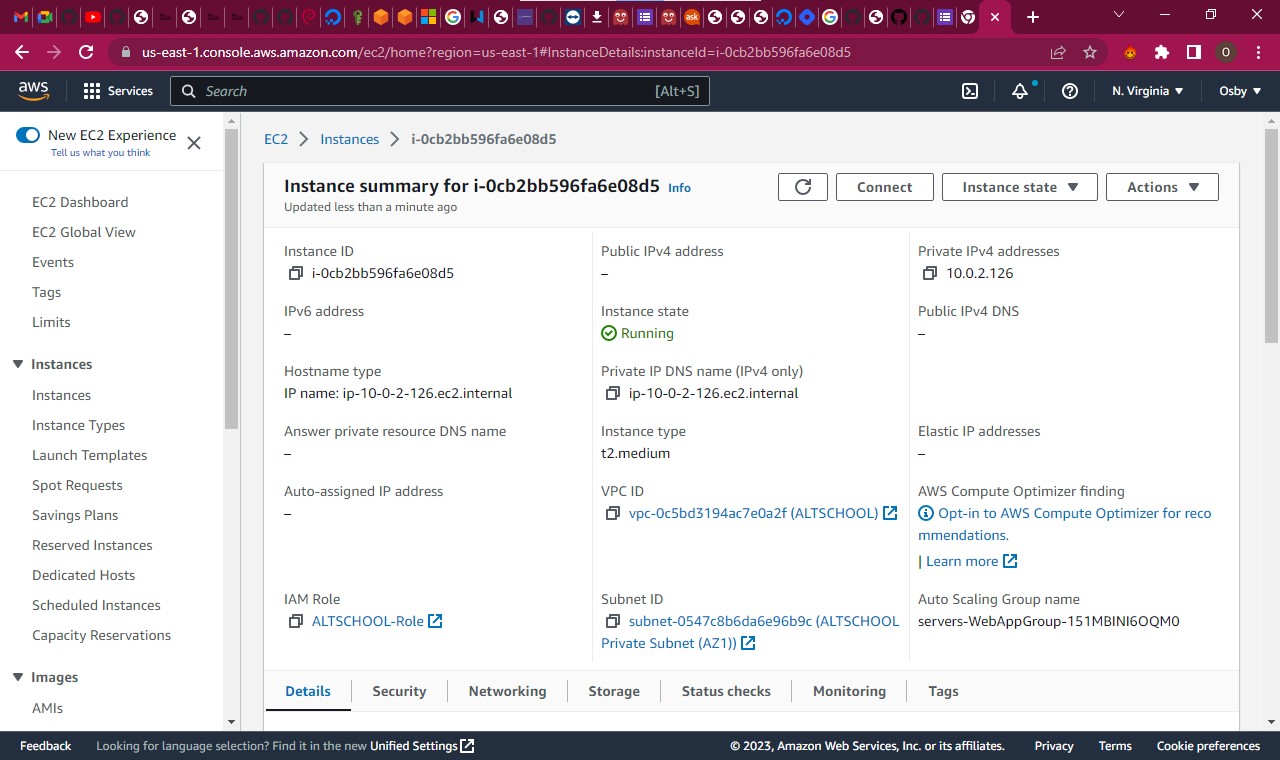 us-east-1.console.aws.amazon.com/ec2/home?region=us-east-1#InstanceDetails:instanceId=i-0cb2bb596fa6e08d5
O
aws
Services
Search
[Alt+S]
N. Virginia
Osby
New EC2 Experience
Tell us what you think
EC2 Dashboard
EC2 Global View
Events
Tags
Limits
Instances
Instances
Instance Types
Launch Templates
Spot Requests
Savings Plans
Reserved Instances
Dedicated Hosts
Scheduled Instances
Capacity Reservations
Images
AMIs
EC2
Instances
i-0cb2bb596fa6e08d5
Instance summary for i-0cb2bb596fa6e08d5 Info
Updated less than a minute ago
Connect
Instance state
Actions
Instance ID
i-0cb2bb596fa6e08d5
Public IPv4 address
–
Private IPv4 addresses
10.0.2.126
IPv6 address
–
Instance state
Running
Public IPv4 DNS
–
Hostname type
IP name: ip-10-0-2-126.ec2.internal
Private IP DNS name (IPv4 only)
ip-10-0-2-126.ec2.internal
Answer private resource DNS name
–
Instance type
t2.medium
Elastic IP addresses
–
Auto-assigned IP address
–
VPC ID
vpc-0c5bd3194ac7e0a2f (ALTSCHOOL)
AWS Compute Optimizer finding
Opt-in to AWS Compute Optimizer for reco
mmendations.
| Learn more
IAM Role
ALTSCHOOL-Role
Subnet ID
subnet-0547c8b6da6e96b9c (ALTSCHOOL
Private Subnet (AZ1))
Auto Scaling Group name
servers-WebAppGroup-151MBINI6OQM0
Details
Security
Networking
Storage
Status checks
Monitoring
Tags
Feedback
Looking for language selection? Find it in the new Unified Settings
© 2023, Amazon Web Services, Inc. or its affiliates.
Privacy
Terms
Cookie preferences